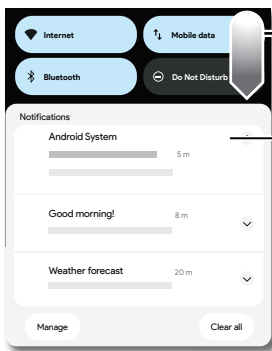 Internet
Mobile data
Bluetooth
Do Not Disturb
Notifications
Android System
5 m
Good morning!
8 m
Weather forecast
20 m
Manage
Clear all